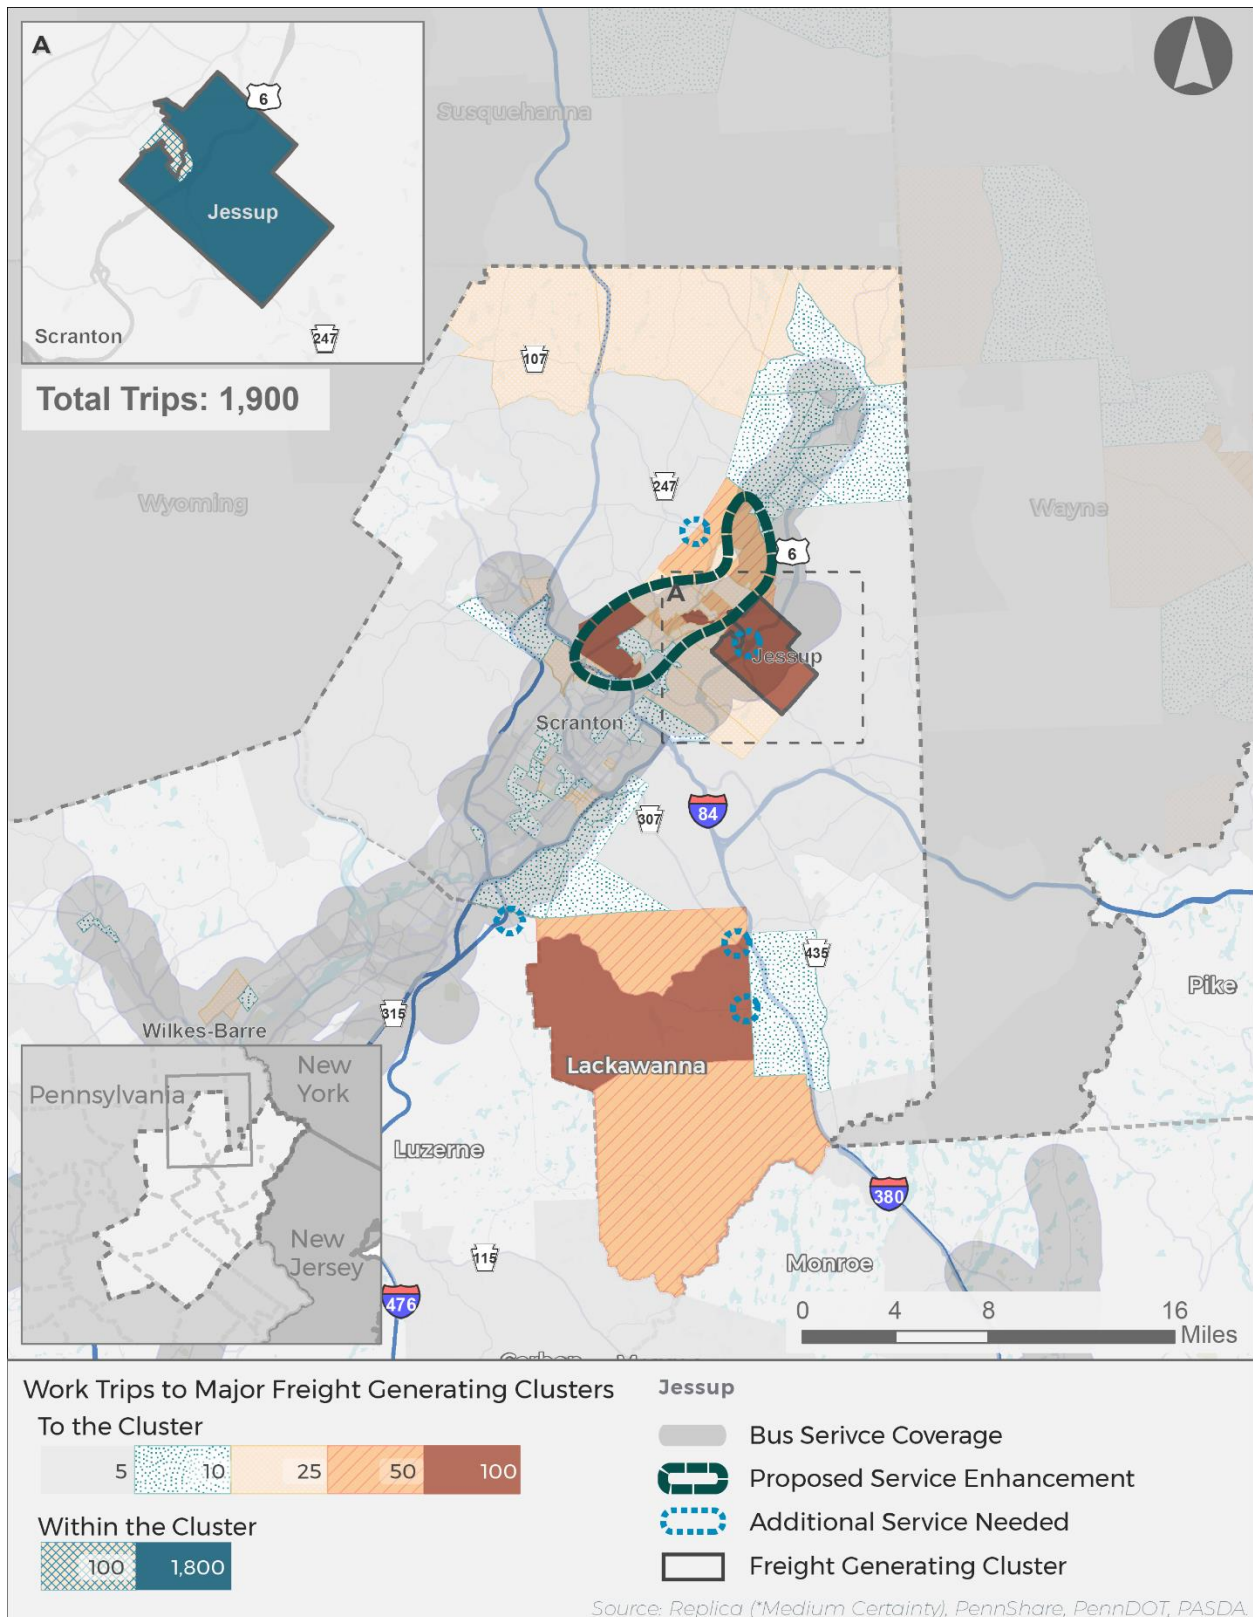 A
6
Jessup
Scranton
247
Total Trips: 1,900
Susquehanna
107
247
Wyoming
Wayne
6
A
Jessup
Scranton
84
307
435
Pike
315
Wilkes-Barre
Lackawanna
New
York
Pennsylvania
Luzerne
380
New
Jersey
115
Monroe
476
0 4 8 16
Miles
Work Trips to Major Freight Generating Clusters
To the Cluster
5 10 25 50 100
Within the Cluster
100 1,800
Jessup
Bus Serivce Coverage
Proposed Service Enhancement
Additional Service Needed
Freight Generating Cluster
Source: Replica (*Medium Certainty), PennShare, PennDOT, PASDA